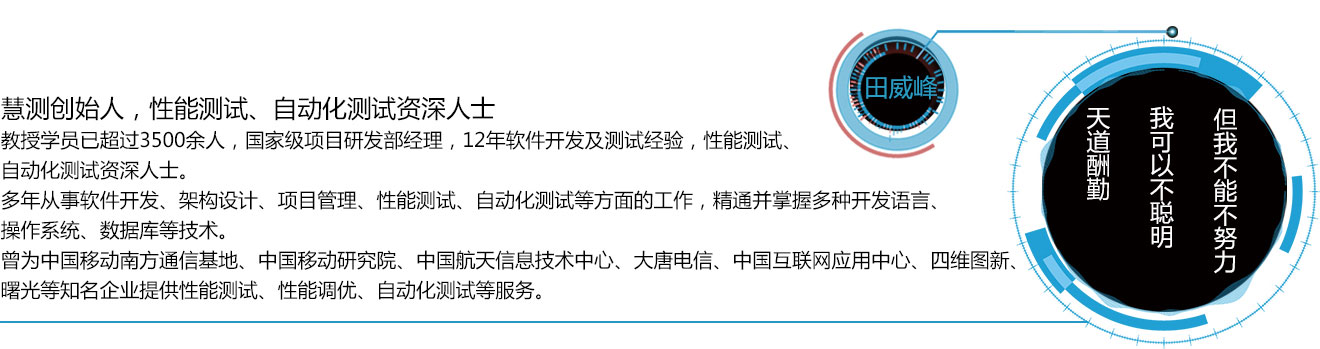 田威峰
慧测创始人，性能测试、自动化测试资深人士
教授学员已超过3500余人，国家级项目研发部经理，12年软件开发及测试经验，性能测试、
自动化测试资深人士。
多年从事软件开发、架构设计、项目管理、性能测试、自动化测试等方面的工作，精通并掌握多种开发语言、
操作系统、数据库等技术。
曾为中国移动南方通信基地、中国移动研究院、中国航天信息技术中心、大唐电信、中国互联网应用中心、四维图新、
曙光等知名企业提供性能测试、性能调优、自动化测试等服务。
天道酬勤
我可以不聪明
但我不能不努力